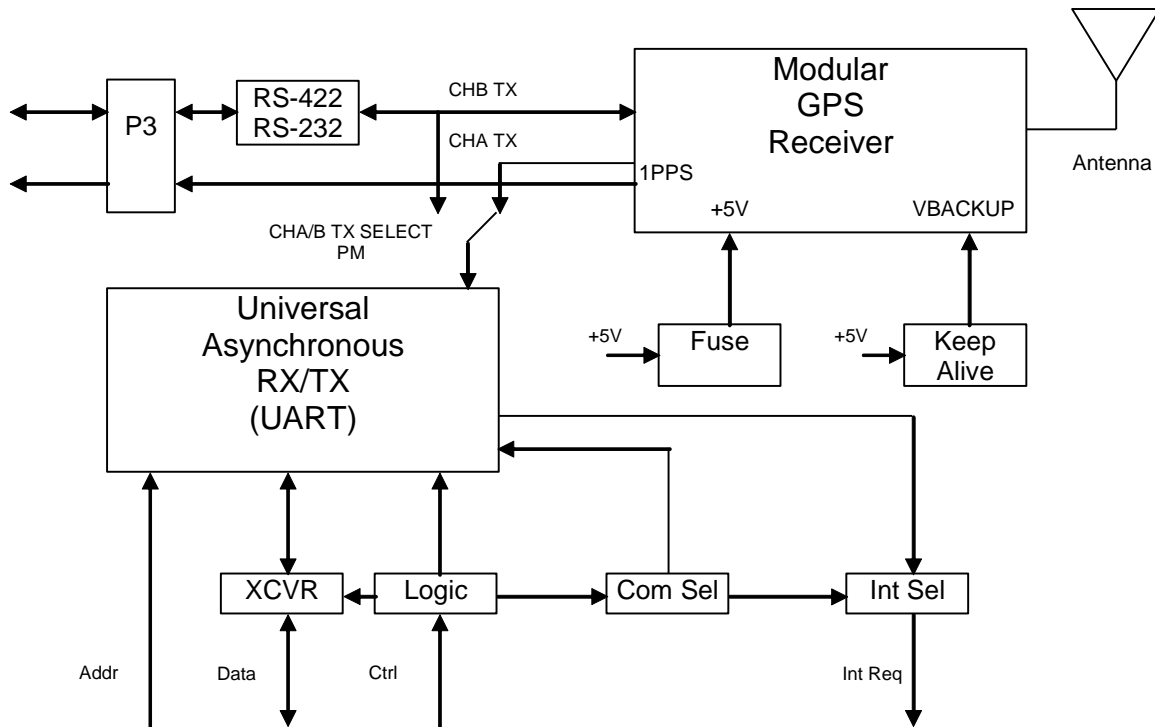 Modular
GPS
Receiver
RS-422
RS-232
CHB TX
P3
CHA TX
1PPS
Antenna
+5V
VBACKUP
CHA/B TX SELECT
PM
Universal
Asynchronous
RX/TX
(UART)
+5V
Fuse
+5V
Keep
Alive
XCVR
Logic
Com Sel
Int Sel
Addr
Data
Ctrl
Int Req